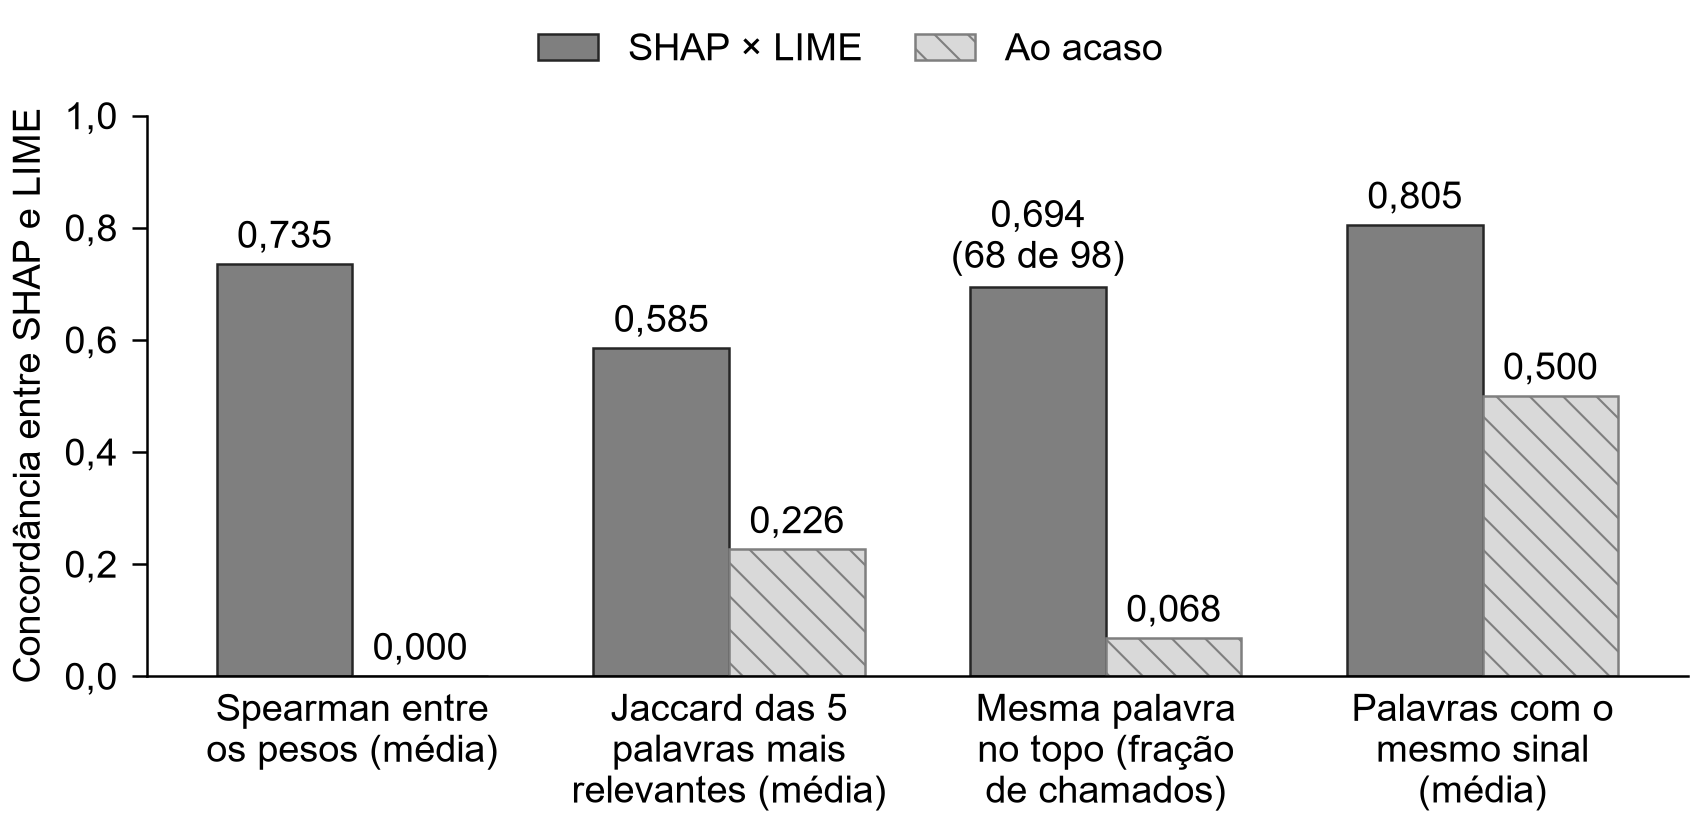 SHAP × LIME
Ao acaso
Concordância entre SHAP e LIME
1,0
0,8
0,6
0,4
0,2
0,0
0,735
0,000
0,585
0,226
0,694
(68 de 98)
0,068
0,805
0,500
Spearman entre
os pesos (média)
Jaccard das 5
palavras mais
relevantes (média)
Mesma palavra
no topo (fração
de chamados)
Palavras com o
mesmo sinal
(média)